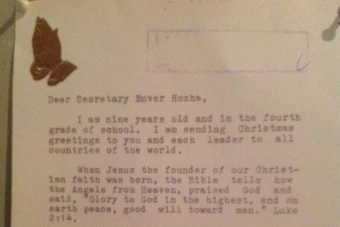 Dear Secretary Enver Hoxha,
I am nine years old and in the fourth
grade of school. I am sending Christmas
greetings to you and each leader to all
countries of the world.
When Jesus the founder of our Christ-
ian faith was born, the Bible tells how
the Angels from Heaven, praised God and
said, "Glory to God in the highest, and on
earth peace, good will toward men." Luke
2:14.